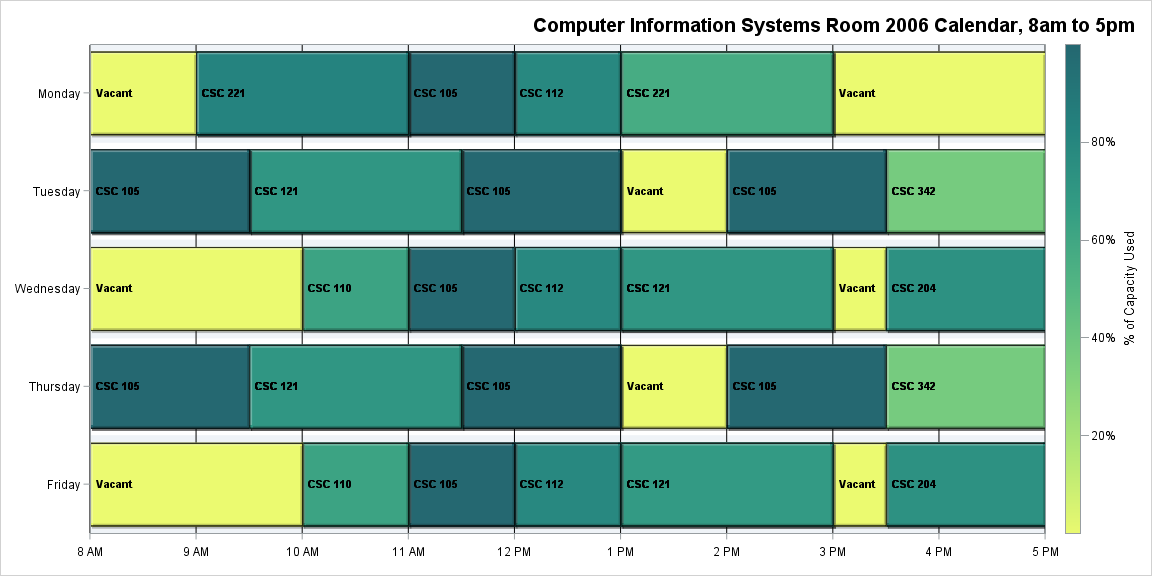 Computer Information Systems Room 2006 Calendar, 8am to 5pm
Monday
Vacant
CSC 221
CSC 105
CSC 112
CSC 221
Vacant
Tuesday
CSC 105
CSC 121
CSC 105
Vacant
CSC 105
CSC 342
Wednesday
Vacant
CSC 110
CSC 105
CSC 112
CSC 121
Vacant
CSC 204
Thursday
CSC 105
CSC 121
CSC 105
Vacant
CSC 105
CSC 342
Friday
Vacant
CSC 110
CSC 105
CSC 112
CSC 121
Vacant
CSC 204
8 AM
9 AM
10 AM
11 AM
12 PM
1 PM
2 PM
3 PM
4 PM
5 PM
80%
60%
40%
20%
% of Capacity Used